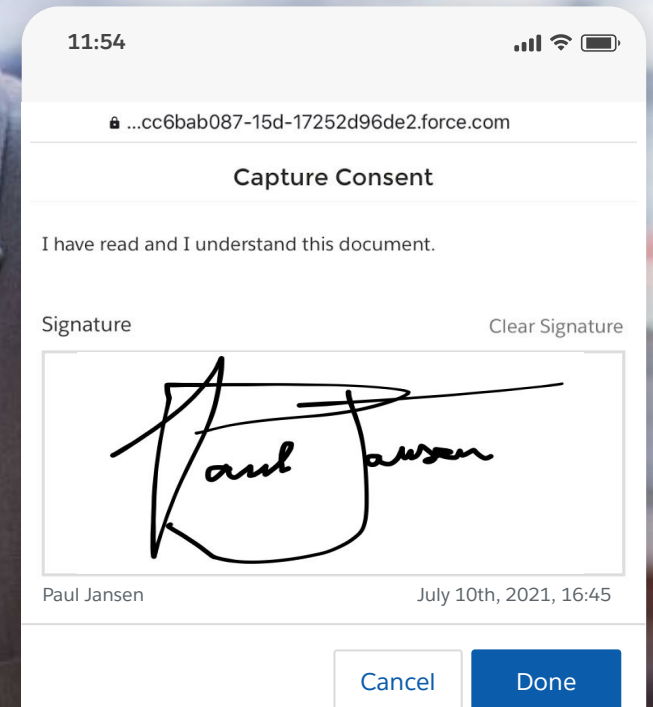 11:54
...cc6bab087-15d-17252d96de2.force.com
Capture Consent
I have read and I understand this document.
Signature Clear Signature
Paul Jansen
Paul Jansen July 10th, 2021, 16:45
Cancel Done